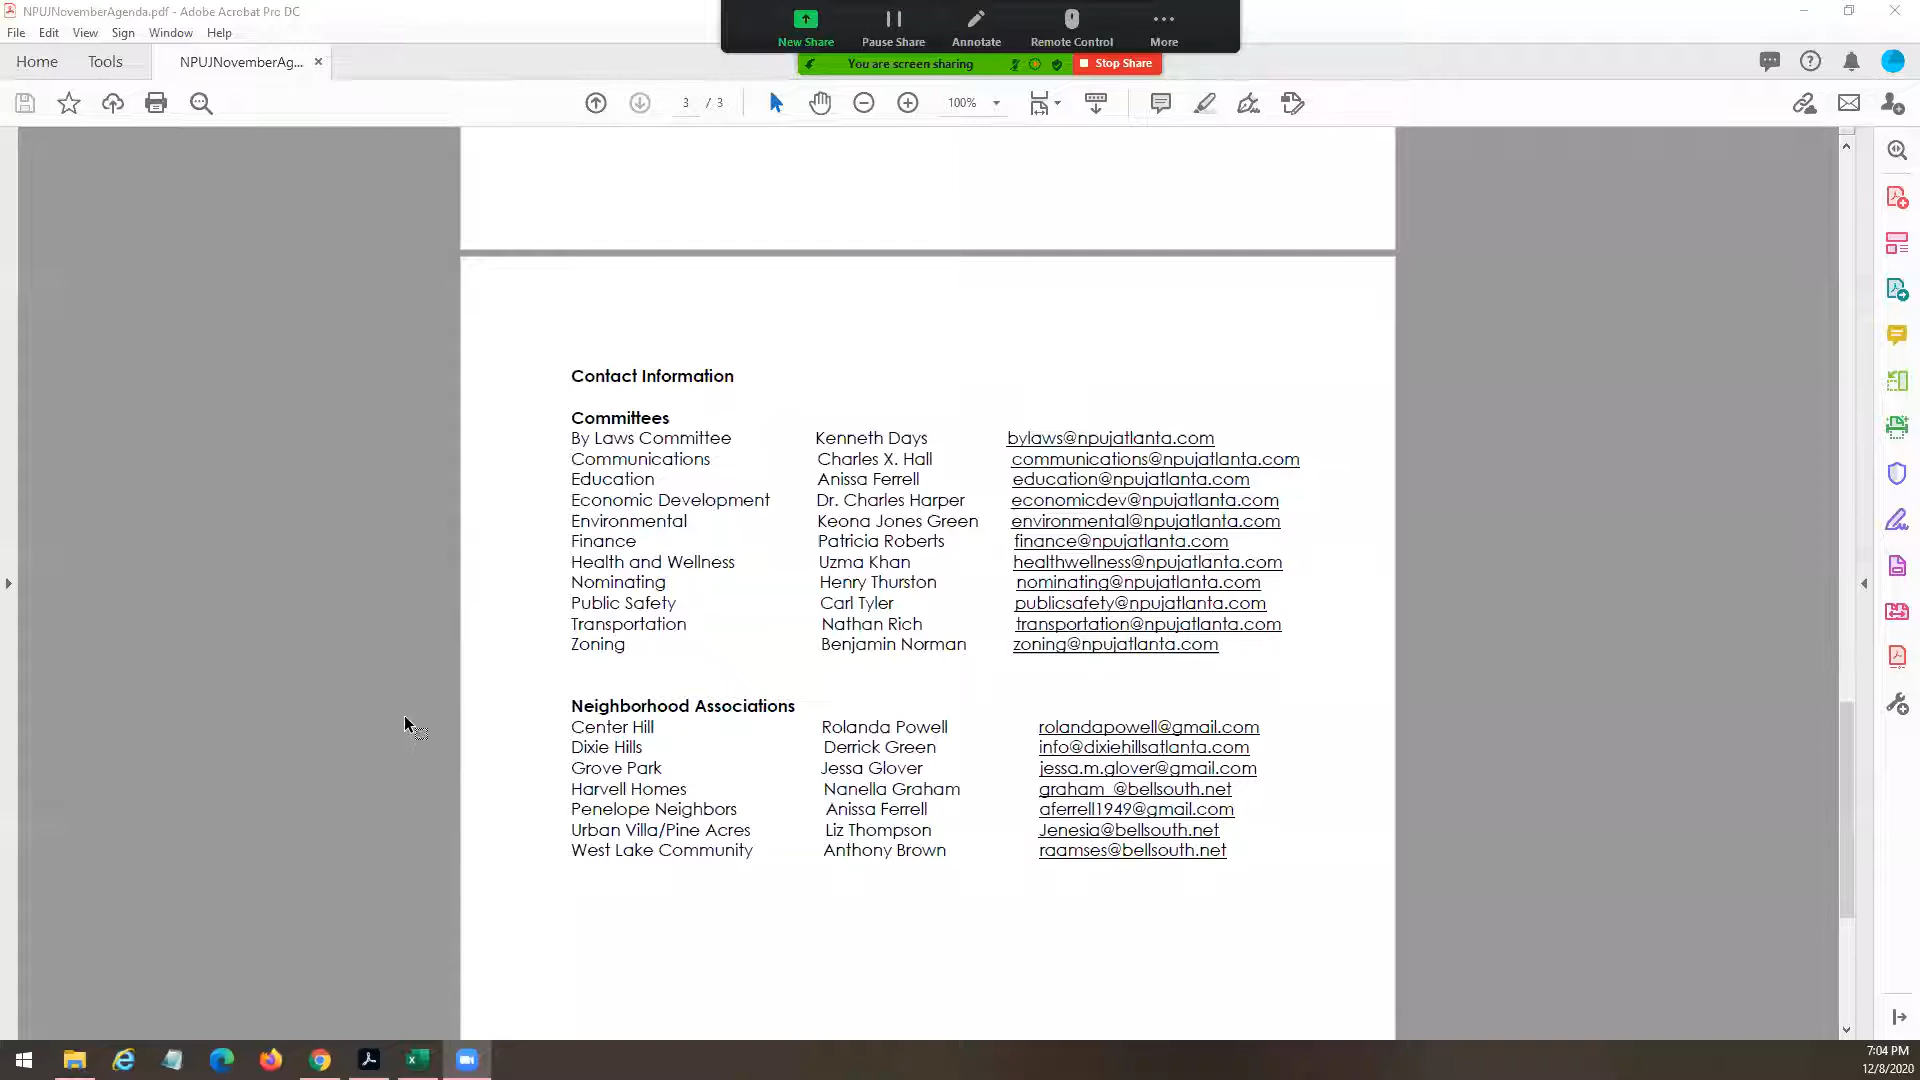 NPUJNovemberAgenda.pdf - Adobe Acrobat Pro DC
File Edit View Sign Window Help
New Share Pause Share Annotate Remote Control More
You are screen sharing Stop Share
Home Tools NPUJNovemberAg... ×
3 / 3 100%
Contact Information
Committees
By Laws Committee Kenneth Days bylaws@npujatlanta.com
Communications Charles X. Hall communications@npujatlanta.com
Education Anissa Ferrell education@npujatlanta.com
Economic Development Dr. Charles Harper economicdev@npujatlanta.com
Environmental Keona Jones Green environmental@npujatlanta.com
Finance Patricia Roberts finance@npujatlanta.com
Health and Wellness Uzma Khan healthwellness@npujatlanta.com
Nominating Henry Thurston nominating@npujatlanta.com
Public Safety Carl Tyler publicsafety@npujatlanta.com
Transportation Nathan Rich transportation@npujatlanta.com
Zoning Benjamin Norman zoning@npujatlanta.com
Neighborhood Associations
Center Hill Rolanda Powell rolandapowell@gmail.com
Dixie Hills Derrick Green info@dixiehillsatlanta.com
Grove Park Jessa Glover jessa.m.glover@gmail.com
Harvell Homes Nanella Graham graham_@bellsouth.net
Penelope Neighbors Anissa Ferrell aferrell1949@gmail.com
Urban Villa/Pine Acres Liz Thompson Jenesia@bellsouth.net
West Lake Community Anthony Brown raamses@bellsouth.net
7:04 PM
12/8/2020